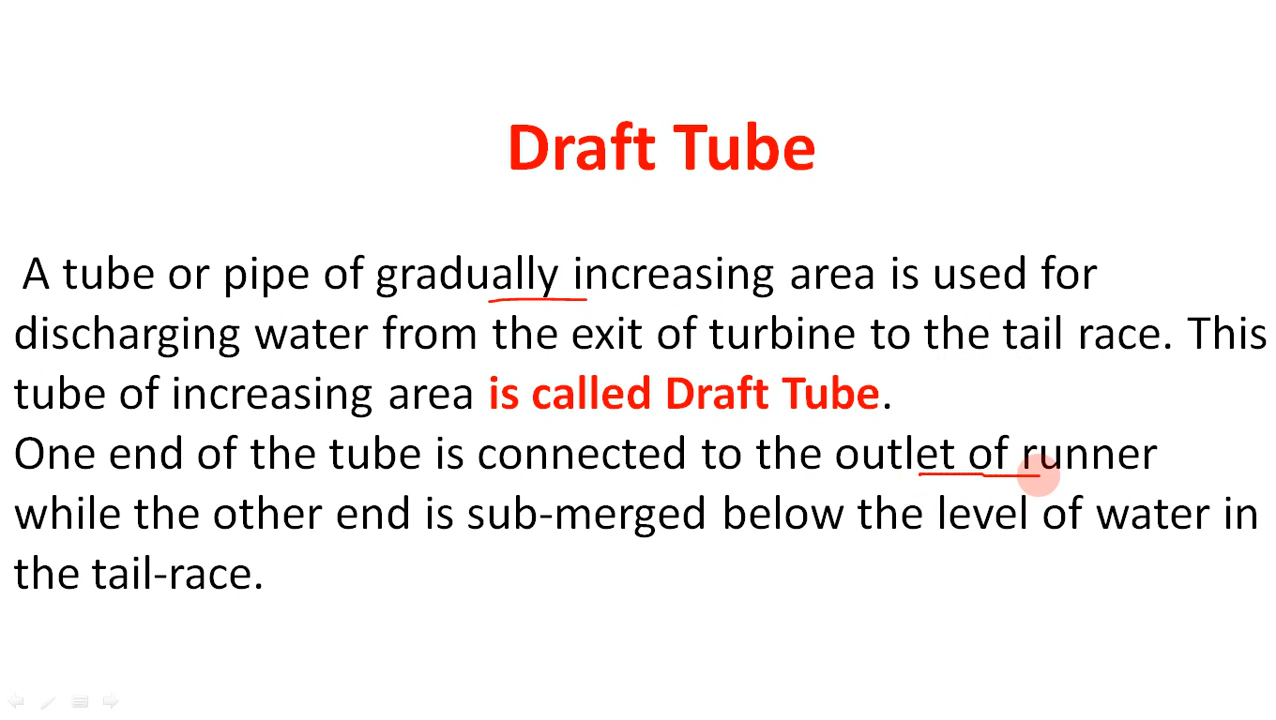 Draft Tube
A tube or pipe of gradually increasing area is used for
discharging water from the exit of turbine to the tail race. This
tube of increasing area is called Draft Tube.
One end of the tube is connected to the outlet of runner
while the other end is sub-merged below the level of water in
the tail-race.